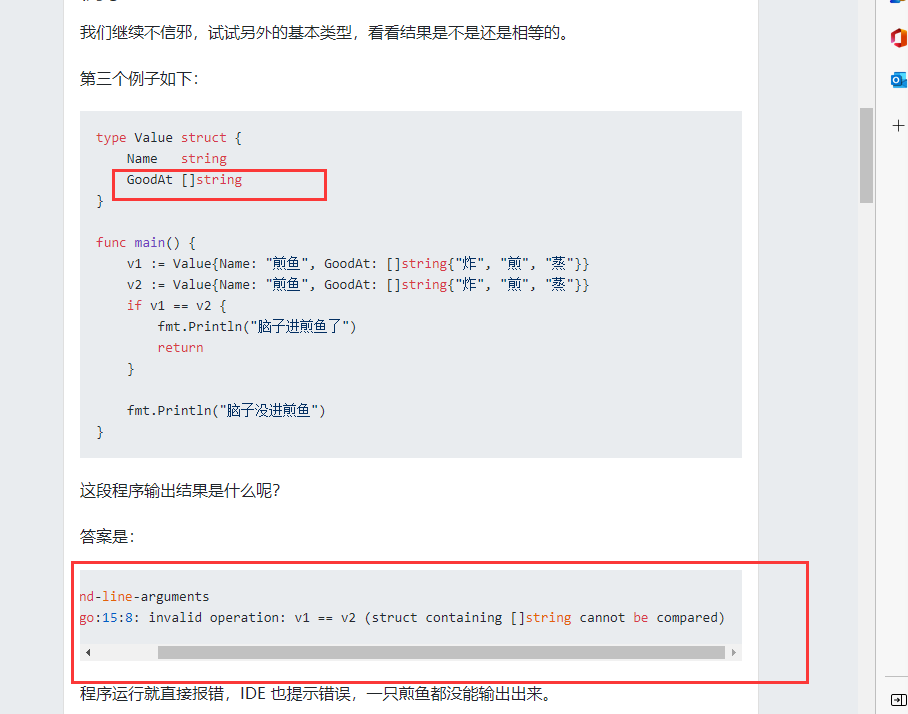 我们继续不信邪，试试另外的基本类型，看看结果是不是还是相等的。
第三个例子如下：
type Value struct {
    Name   string
    GoodAt []string
}
func main() {
    v1 := Value{Name: "煎鱼", GoodAt: []string{"炸", "煎", "蒸"}}
    v2 := Value{Name: "煎鱼", GoodAt: []string{"炸", "煎", "蒸"}}
    if v1 == v2 {
        fmt.Println("脑子进煎鱼了")
        return
    }
    fmt.Println("脑子没进煎鱼")
}
这段程序输出结果是什么呢？
答案是：
nd-line-arguments
go:15:8: invalid operation: v1 == v2 (struct containing []string cannot be compared)
程序运行就直接报错，IDE 也提示错误，一只煎鱼都没能输出出来。